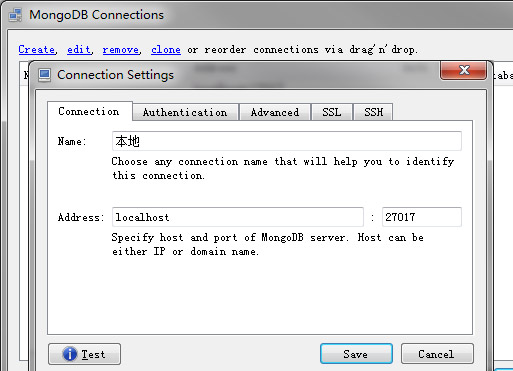 MongoDB Connections
Create, edit, remove, clone or reorder connections via drag'n'drop.
Connection Settings
Connection Authentication Advanced SSL SSH
Name: 本地
Choose any connection name that will help you to identify
this connection.
Address: localhost : 27017
Specify host and port of MongoDB server. Host can be
either IP or domain name.
Test Save Cancel